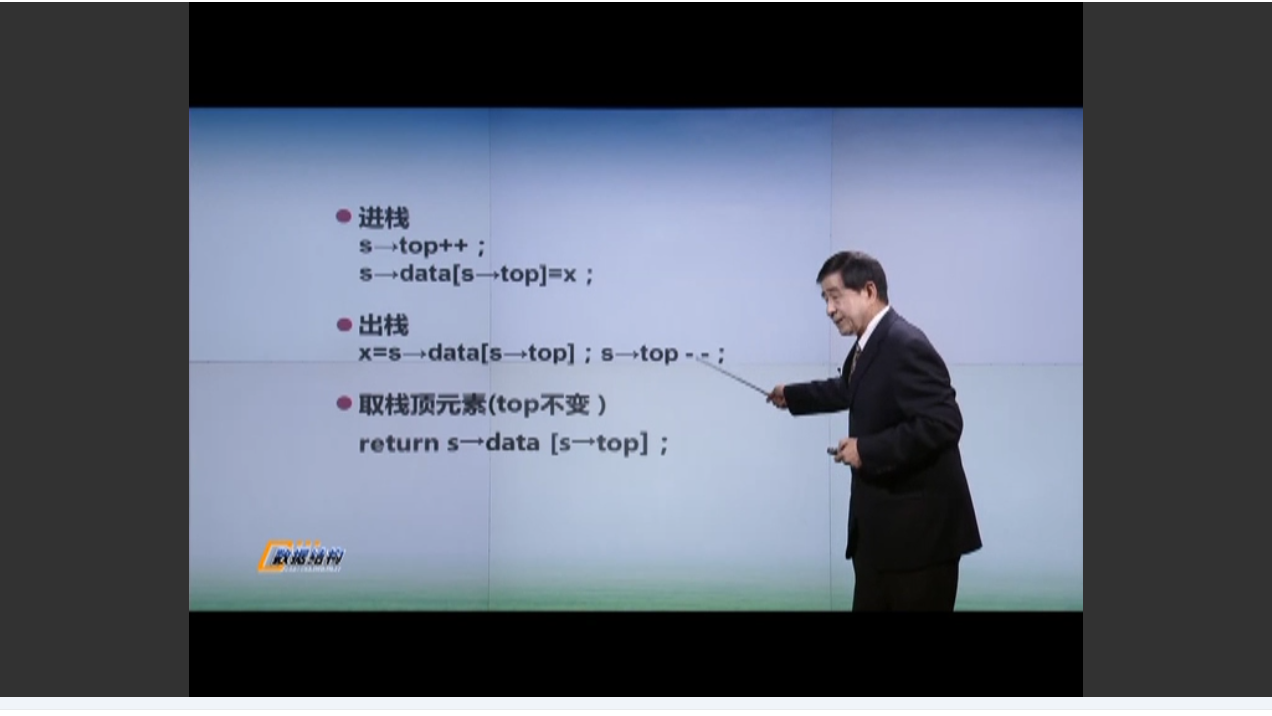 进栈
s→top++；
s→data[s→top]=x；
出栈
x=s→data[s→top]；s→top - -；
取栈顶元素(top不变）
return s→data [s→top]；
数据结构